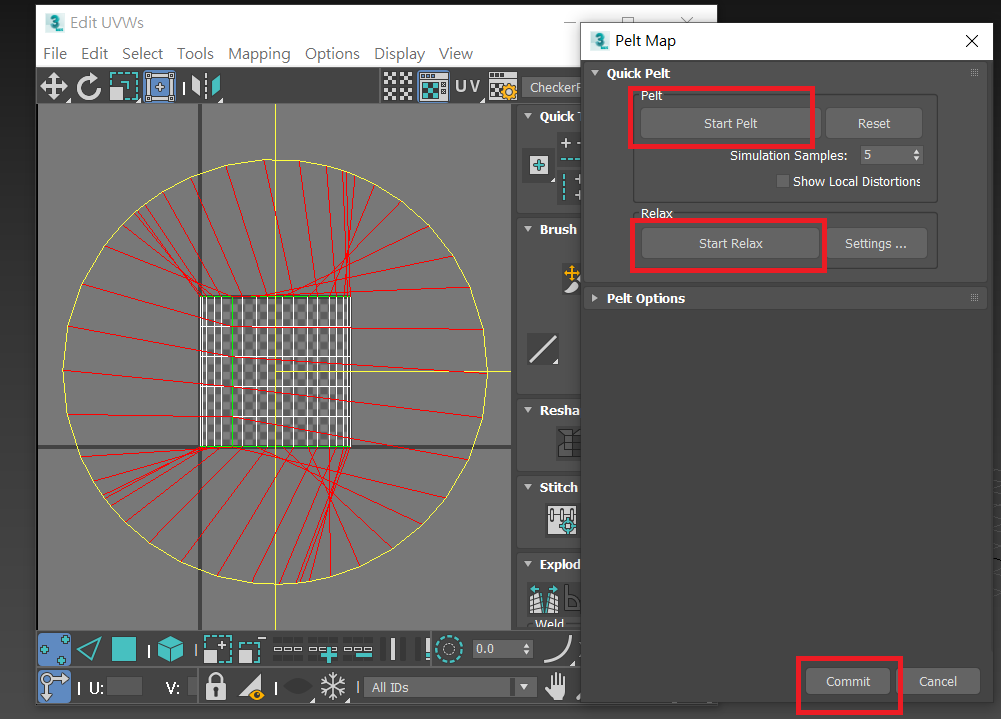 Edit UVWs
File Edit Select Tools Mapping Options Display View
UV
CheckerP
Quick T
Brush
Resha
Stitch
Explod
Weld
0.0
U:
V:
All IDs
Pelt Map
Quick Pelt
Pelt
Start Pelt
Reset
Simulation Samples: 5
Show Local Distortions
Relax
Start Relax
Settings ...
Pelt Options
Commit
Cancel